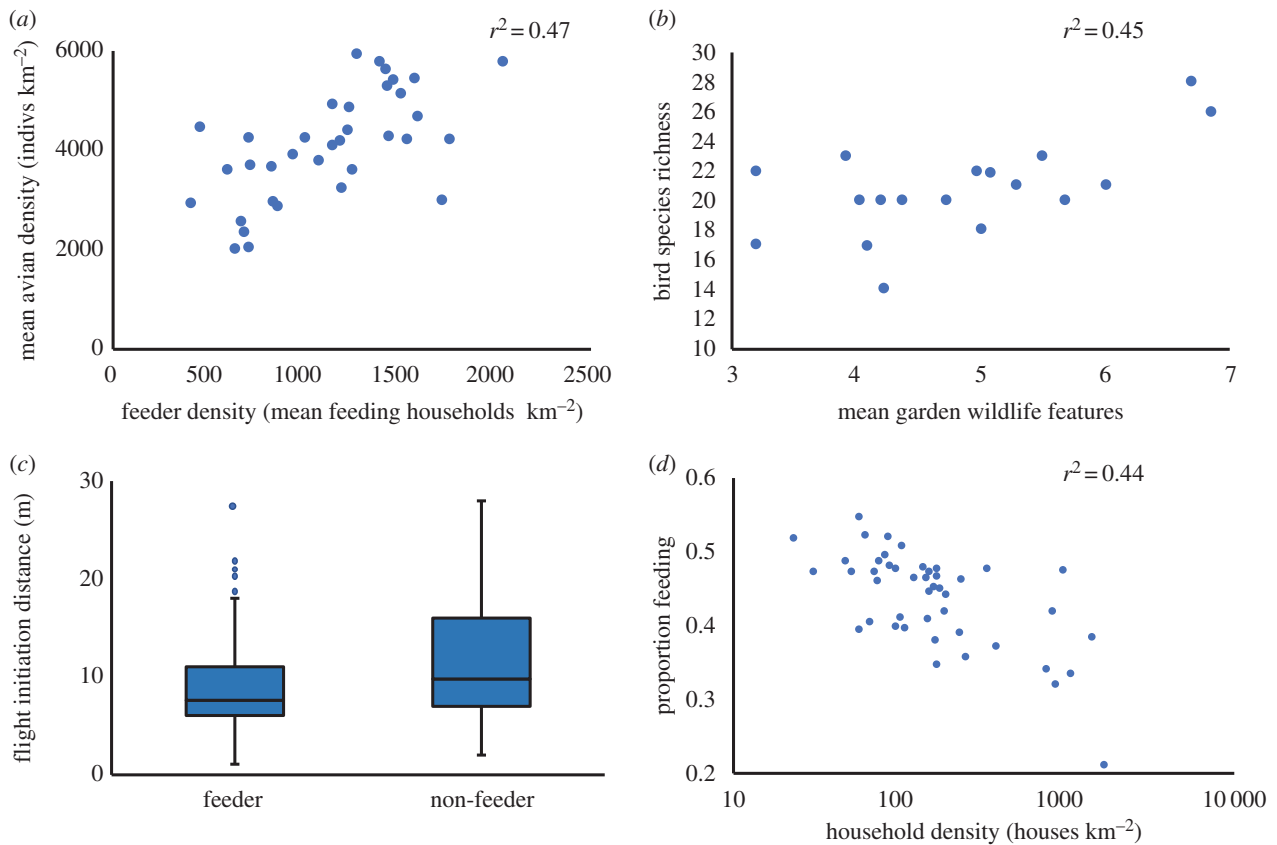 (a)
r² = 0.47
mean avian density (indivs km⁻²)
6000
4000
2000
0
0 500 1000 1500 2000 2500
feeder density (mean feeding households km⁻²)
(b)
r² = 0.45
bird species richness
30
28
26
24
22
20
18
16
14
12
10
3 4 5 6 7
mean garden wildlife features
(c)
flight initiation distance (m)
30
20
10
0
feeder non-feeder
(d)
r² = 0.44
proportion feeding
0.6
0.5
0.4
0.3
0.2
10 100 1000 10 000
household density (houses km⁻²)